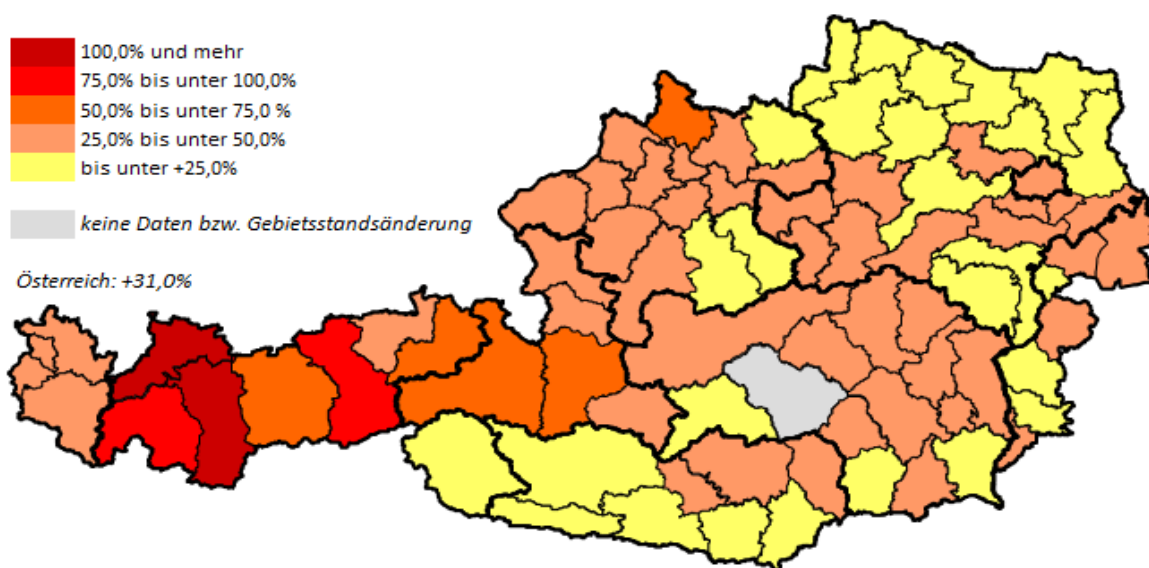 100,0% und mehr
75,0% bis unter 100,0%
50,0% bis unter 75,0 %
25,0% bis unter 50,0%
bis unter +25,0%
keine Daten bzw. Gebietsstandsänderung
Österreich: +31,0%